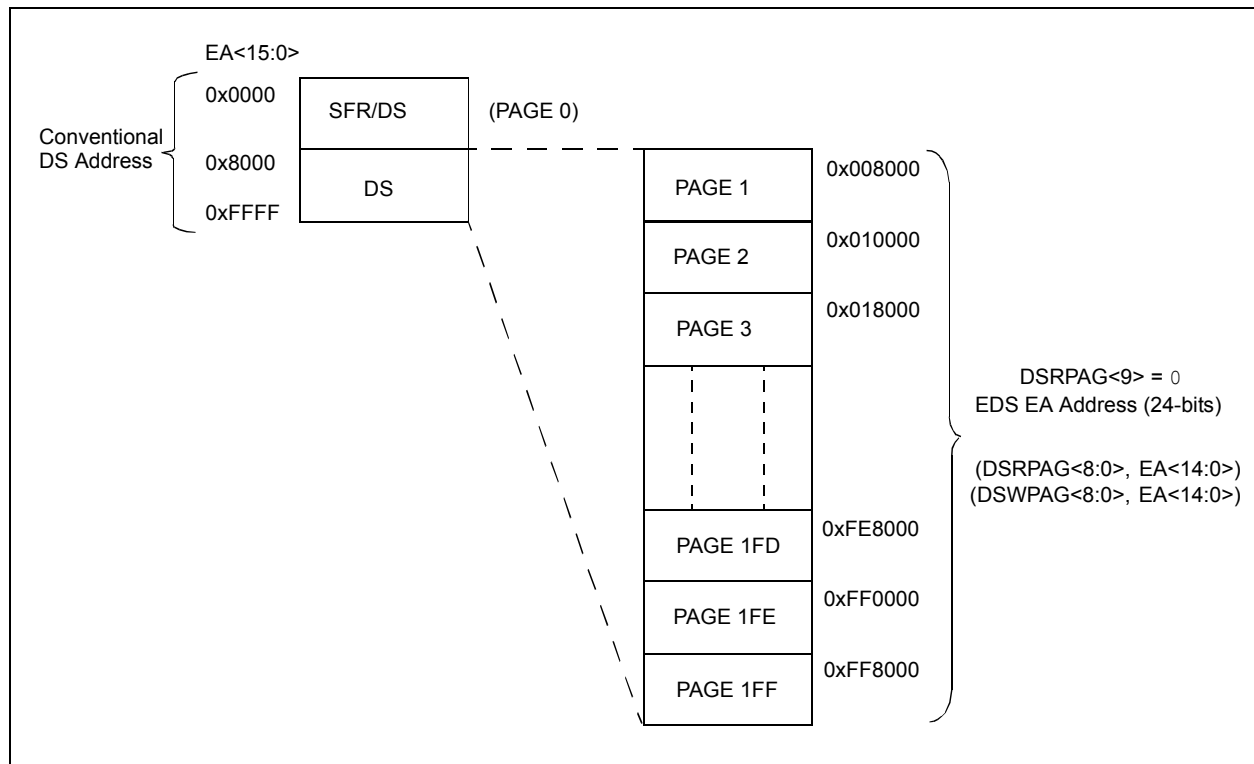 EA<15:0>
0x0000
SFR/DS
(PAGE 0)
Conventional
DS Address
0x8000
DS
0xFFFF
PAGE 1
0x008000
PAGE 2
0x010000
PAGE 3
0x018000
DSRPAG<9> = 0
EDS EA Address (24-bits)
(DSRPAG<8:0>, EA<14:0>)
(DSWPAG<8:0>, EA<14:0>)
PAGE 1FD
0xFE8000
PAGE 1FE
0xFF0000
PAGE 1FF
0xFF8000